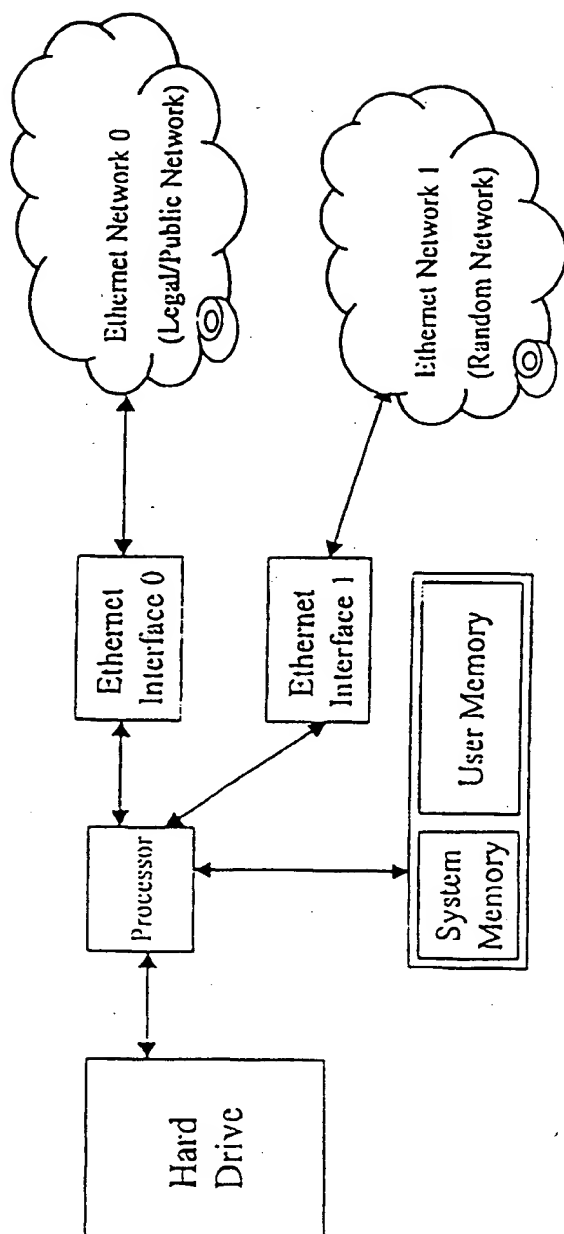 Hard
Drive
Processor
Ethernet
Interface 0
Ethernet
Interface 1
System
Memory
User Memory
Ethernet Network 0
(Legal/Public Network)
Ethernet Network 1
(Random Network)